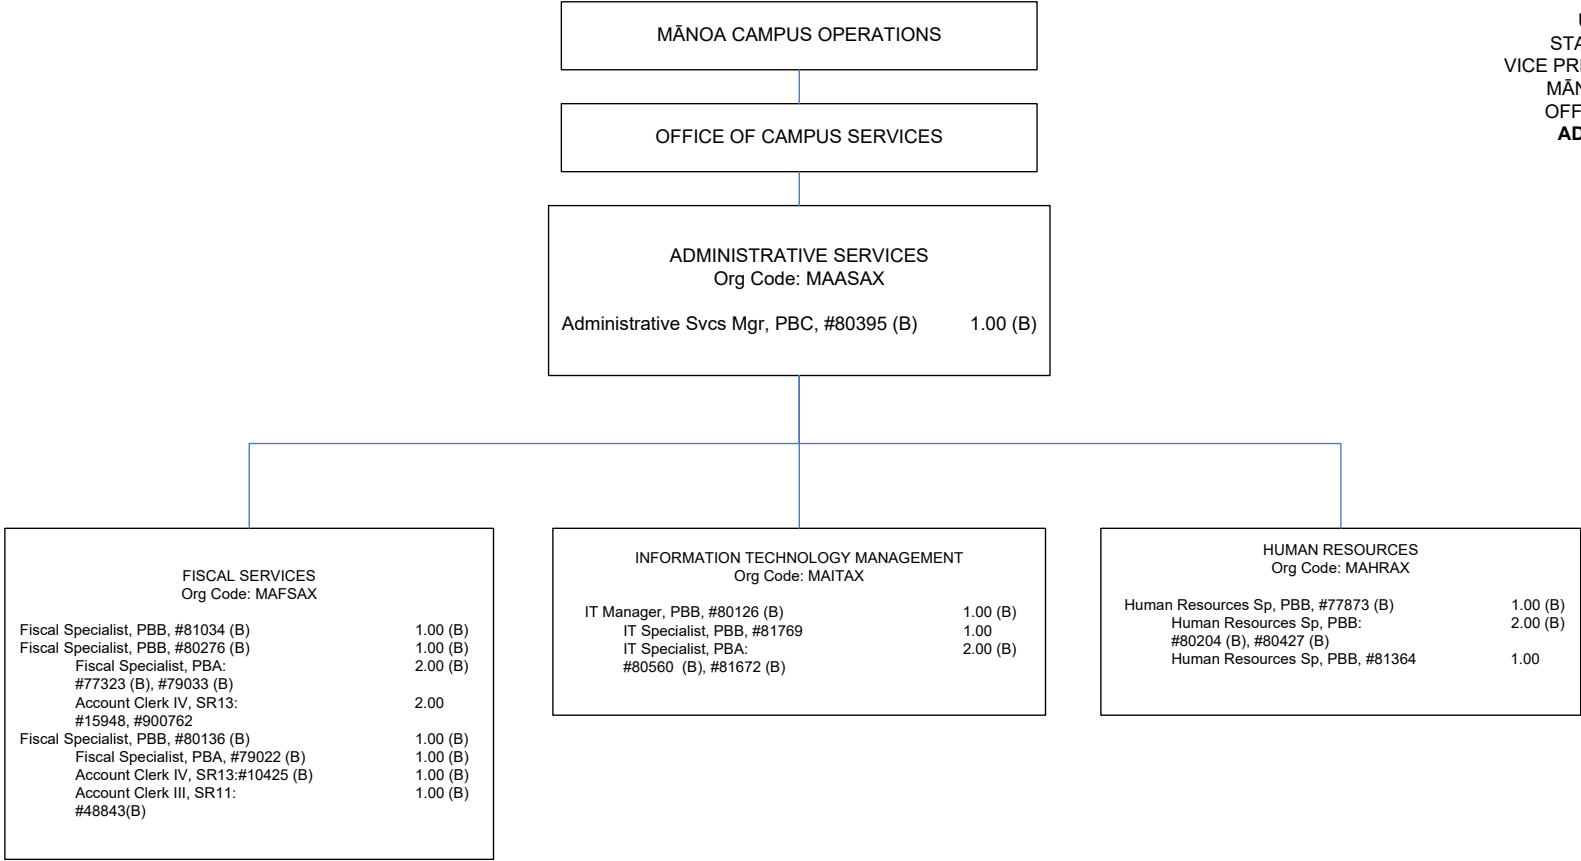 MĀNOA CAMPUS OPERATIONS
OFFICE OF CAMPUS SERVICES
ADMINISTRATIVE SERVICES
Org Code: MAASAX
Administrative Svcs Mgr, PBC, #80395 (B) 1.00 (B)
FISCAL SERVICES
Org Code: MAFSAX
Fiscal Specialist, PBB, #81034 (B) 1.00 (B)
Fiscal Specialist, PBB, #80276 (B) 1.00 (B)
Fiscal Specialist, PBA: 2.00 (B)
#77323 (B), #79033 (B)
Account Clerk IV, SR13: 2.00
#15948, #900762
Fiscal Specialist, PBB, #80136 (B) 1.00 (B)
Fiscal Specialist, PBA, #79022 (B) 1.00 (B)
Account Clerk IV, SR13:#10425 (B) 1.00 (B)
Account Clerk III, SR11: 1.00 (B)
#48843(B)
INFORMATION TECHNOLOGY MANAGEMENT
Org Code: MAITAX
IT Manager, PBB, #80126 (B) 1.00 (B)
IT Specialist, PBB, #81769 1.00
IT Specialist, PBA: 2.00 (B)
#80560 (B), #81672 (B)
HUMAN RESOURCES
Org Code: MAHRAX
Human Resources Sp, PBB, #77873 (B) 1.00 (B)
Human Resources Sp, PBB: 2.00 (B)
#80204 (B), #80427 (B)
Human Resources Sp, PBB, #81364 1.00
VICE